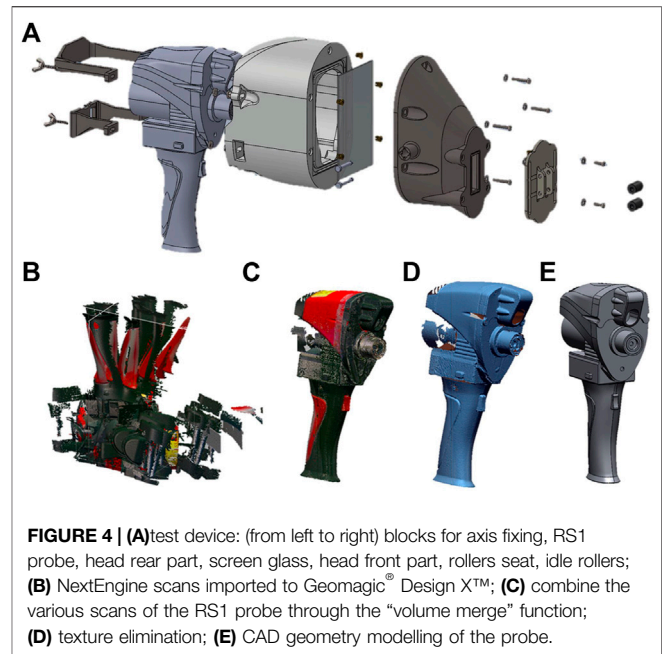 A
B
C
D
E
FIGURE 4 | (A)test device: (from left to right) blocks for axis fixing, RS1
probe, head rear part, screen glass, head front part, rollers seat, idle rollers;
(B) NextEngine scans imported to Geomagic® Design X™; (C) combine the
various scans of the RS1 probe through the “volume merge” function;
(D) texture elimination; (E) CAD geometry modelling of the probe.